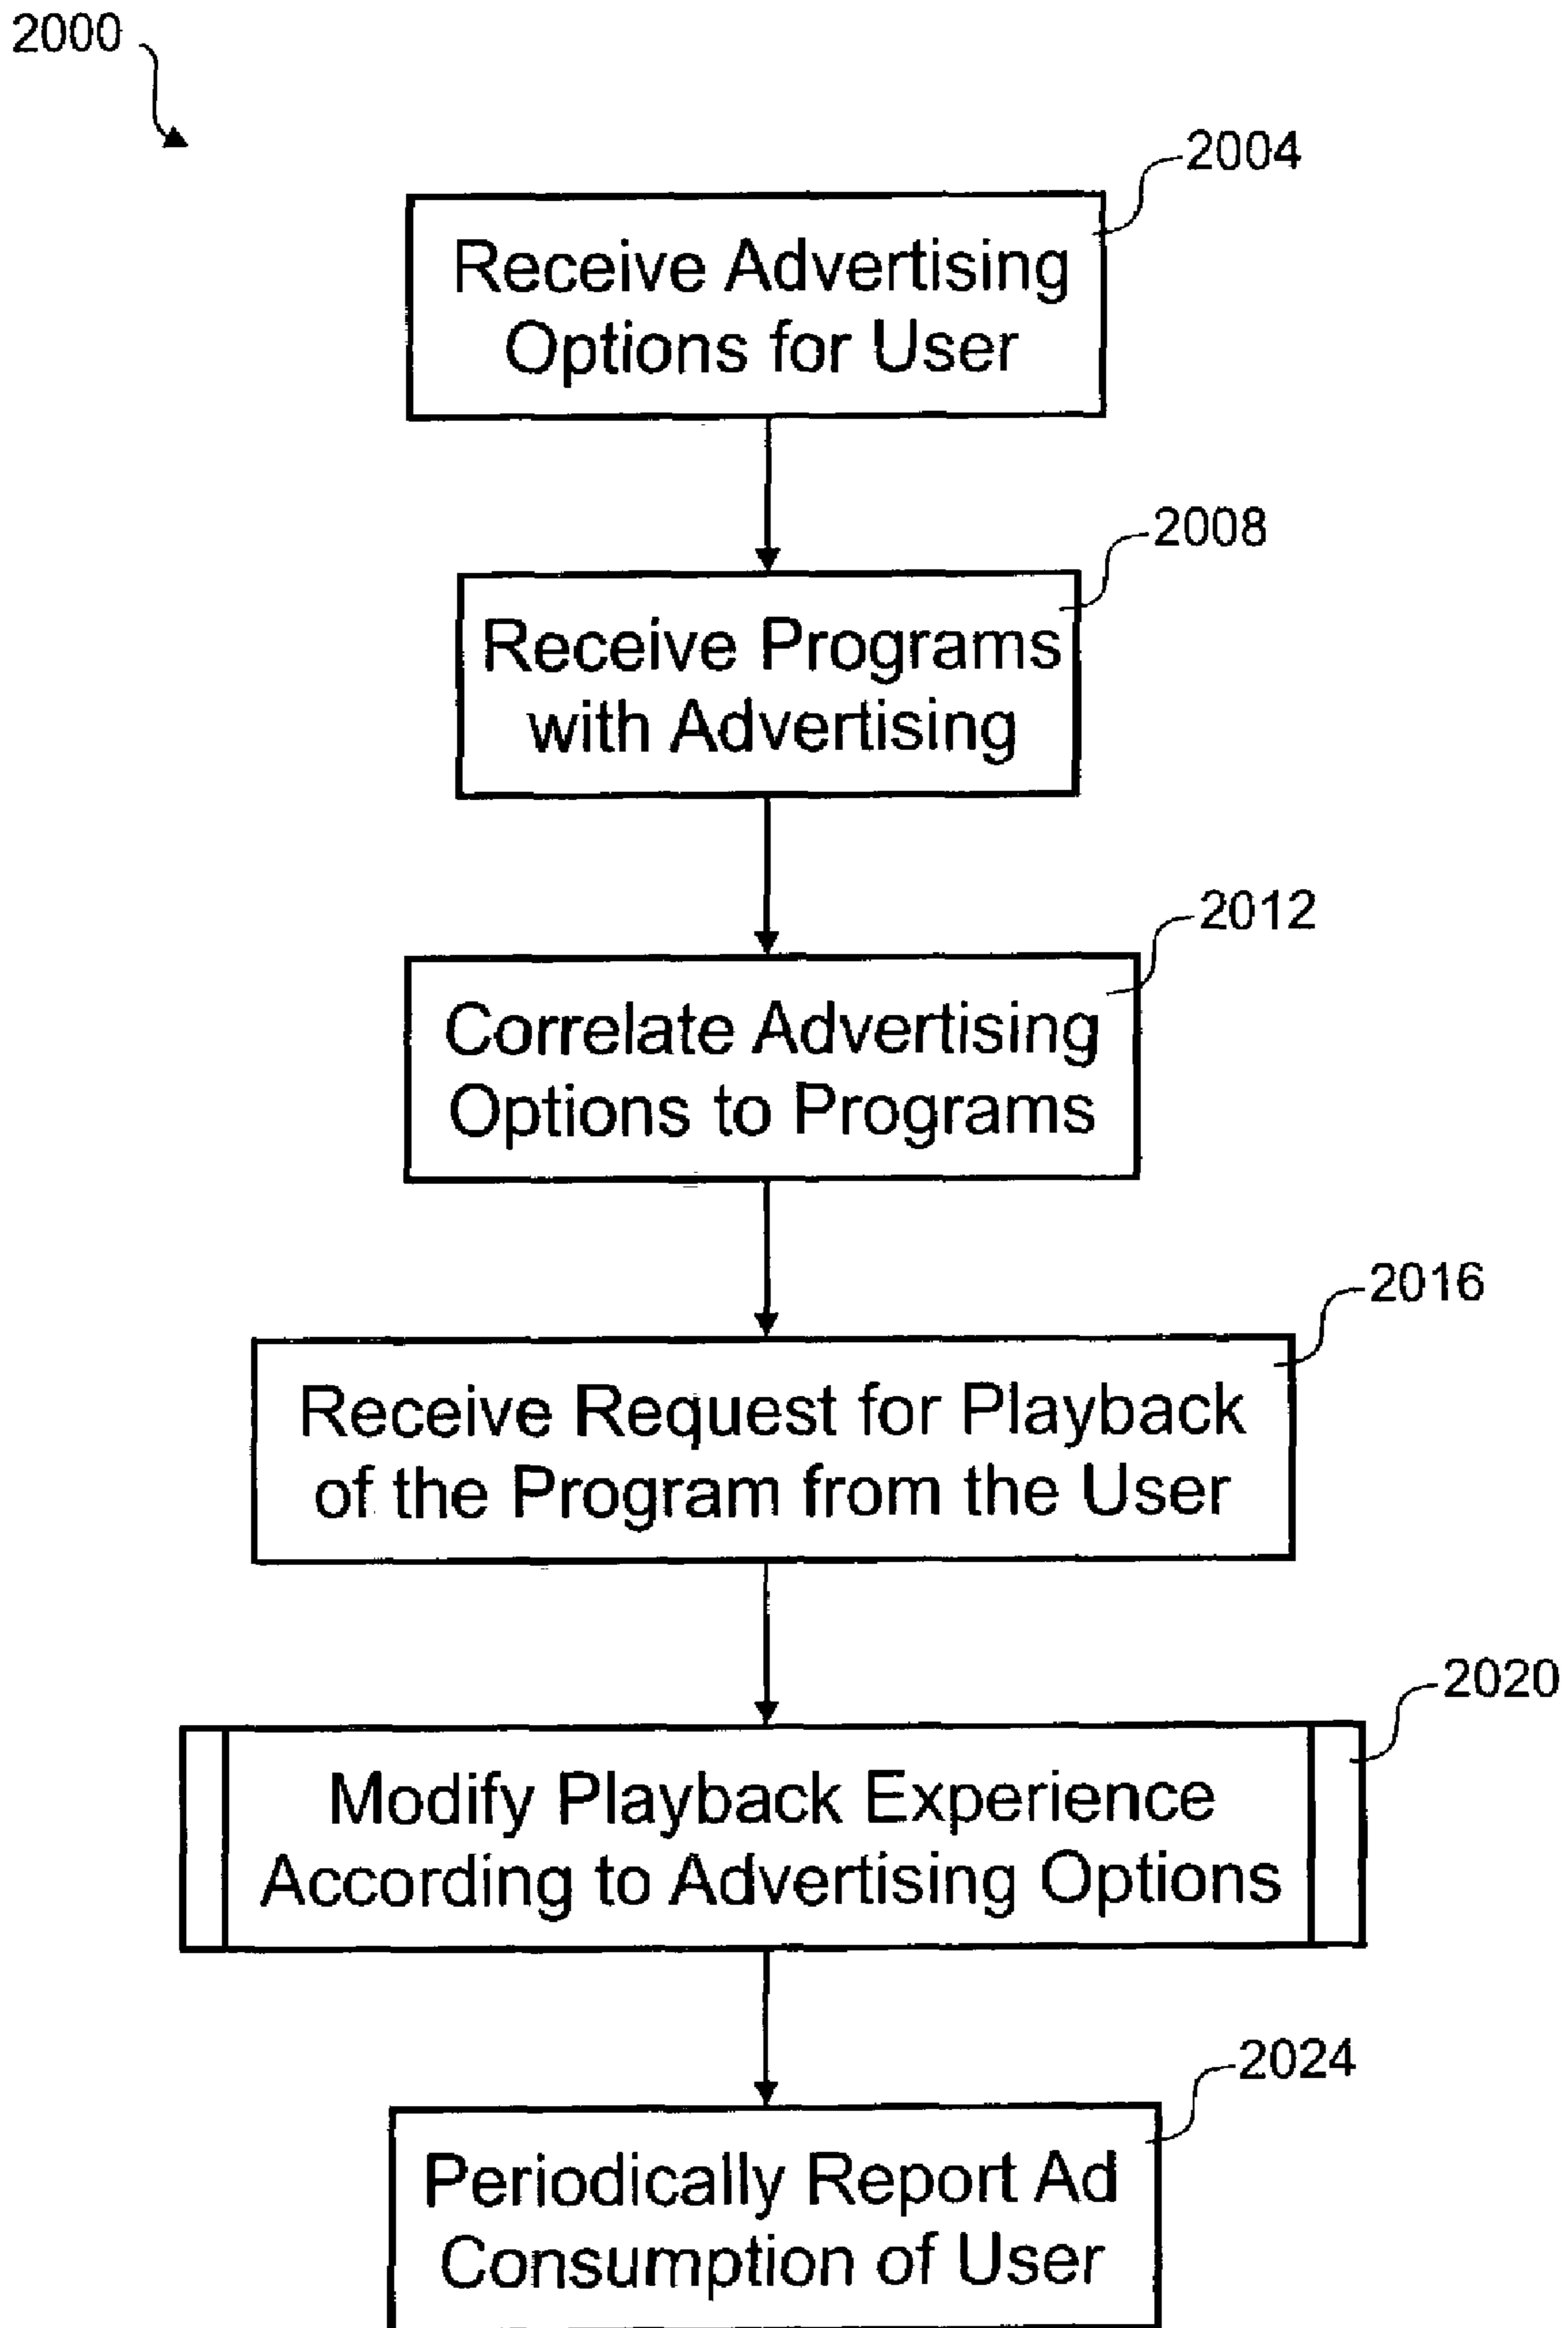 2000
2004
Receive Advertising
Options for User
2008
Receive Programs
with Advertising
2012
Correlate Advertising
Options to Programs
2016
Receive Request for Playback
of the Program from the User
2020
Modify Playback Experience
According to Advertising Options
2024
Periodically Report Ad
Consumption of User